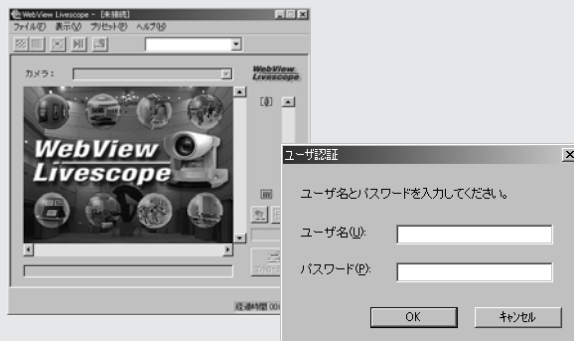 WebView Livescope - [未接続]
ファイル(F) 表示(V) プリセット(P) ヘルプ(H)
カメラ：
WebView
Livescope
WebView
Livescope
経過時間 00:
ユーザ認証
ユーザ名とパスワードを入力してください。
ユーザ名(U):
パスワード(P):
OK
キャンセル